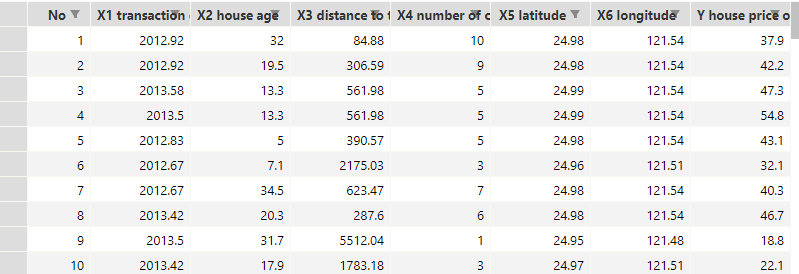 No X1 transaction X2 house age X3 distance to X4 number of c X5 latitude X6 longitude Y house price o
1 2012.92 32 84.88 10 24.98 121.54 37.9
2 2012.92 19.5 306.59 9 24.98 121.54 42.2
3 2013.58 13.3 561.98 5 24.99 121.54 47.3
4 2013.5 13.3 561.98 5 24.99 121.54 54.8
5 2012.83 5 390.57 5 24.98 121.54 43.1
6 2012.67 7.1 2175.03 3 24.96 121.51 32.1
7 2012.67 34.5 623.47 7 24.98 121.54 40.3
8 2013.42 20.3 287.6 6 24.98 121.54 46.7
9 2013.5 31.7 5512.04 1 24.95 121.48 18.8
10 2013.42 17.9 1783.18 3 24.97 121.51 22.1